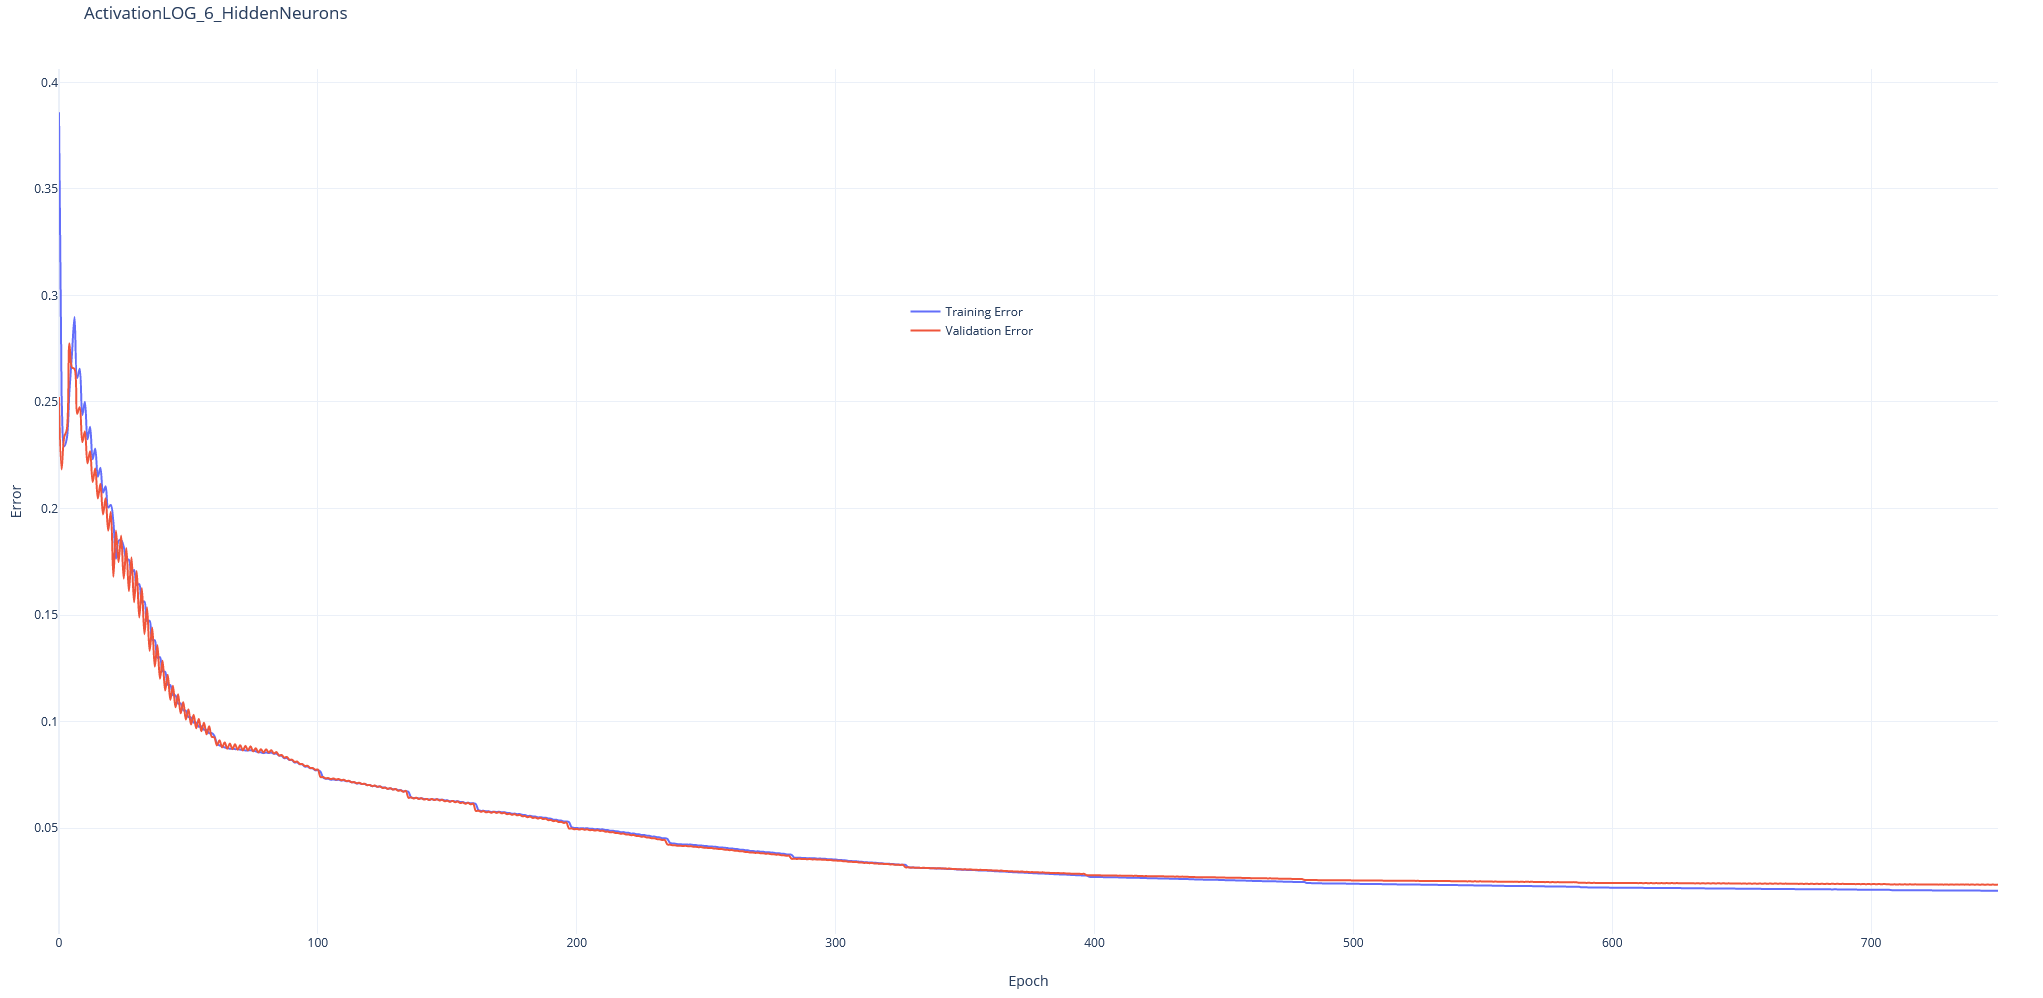 ActivationLOG_6_HiddenNeurons
0.4
0.35
0.3
0.25
0.2
0.15
0.1
0.05
Error
Training Error
Validation Error
0 100 200 300 400 500 600 700
Epoch